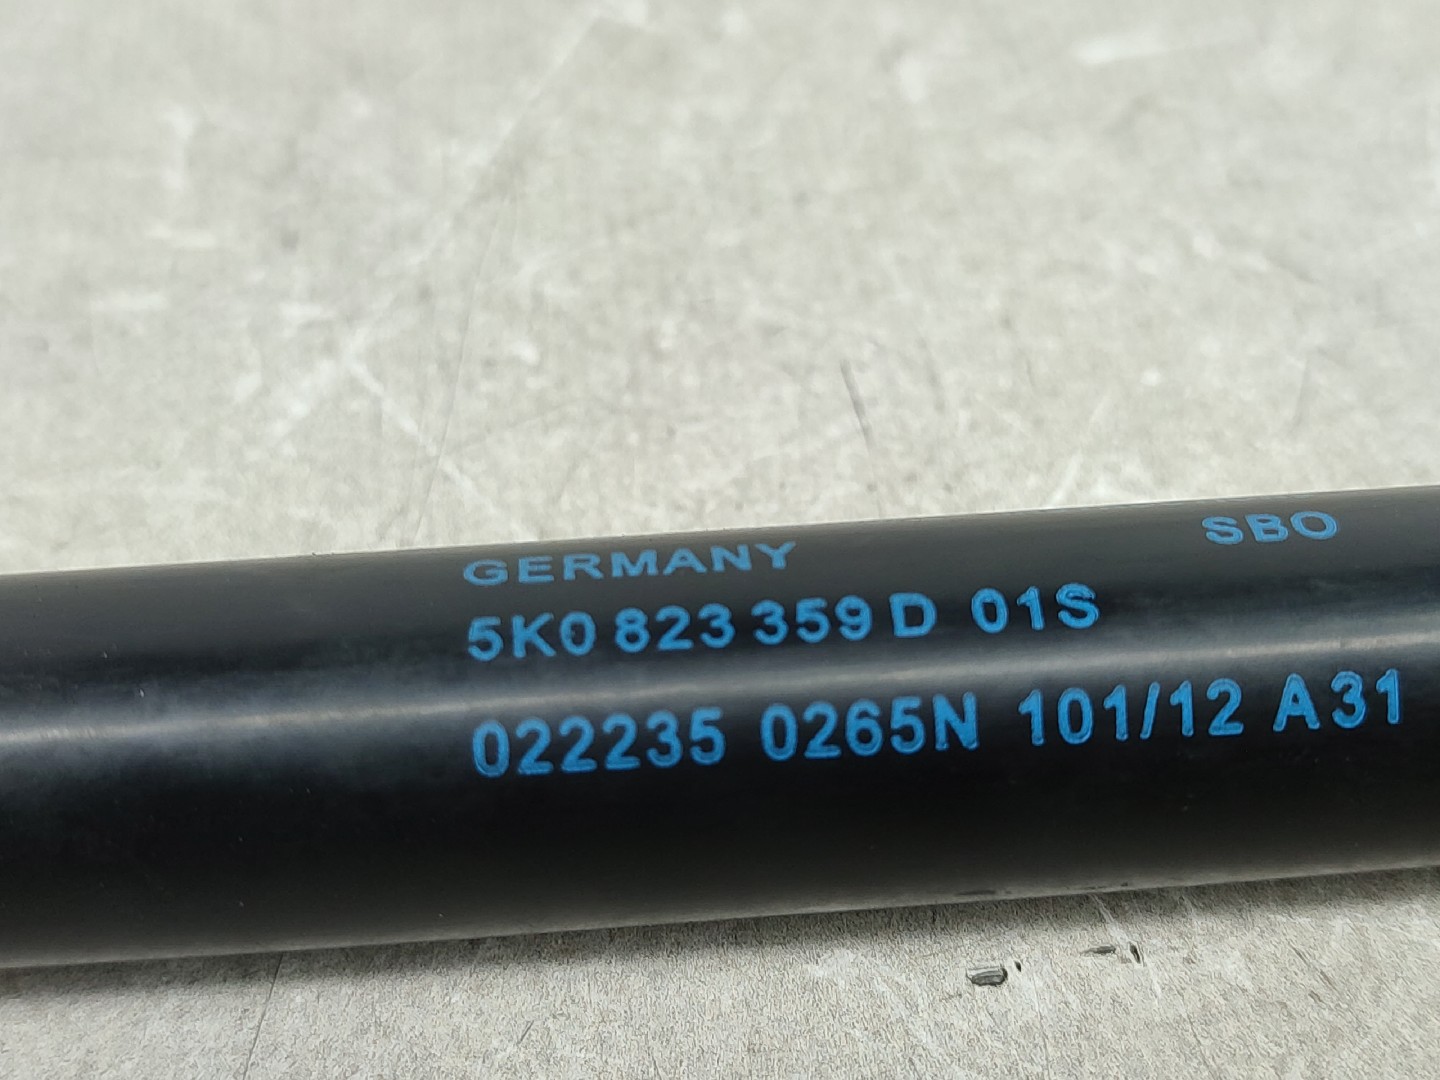 GERMANY SBO
5K0 823 359 D 01S
022235 0265N 101/12 A31